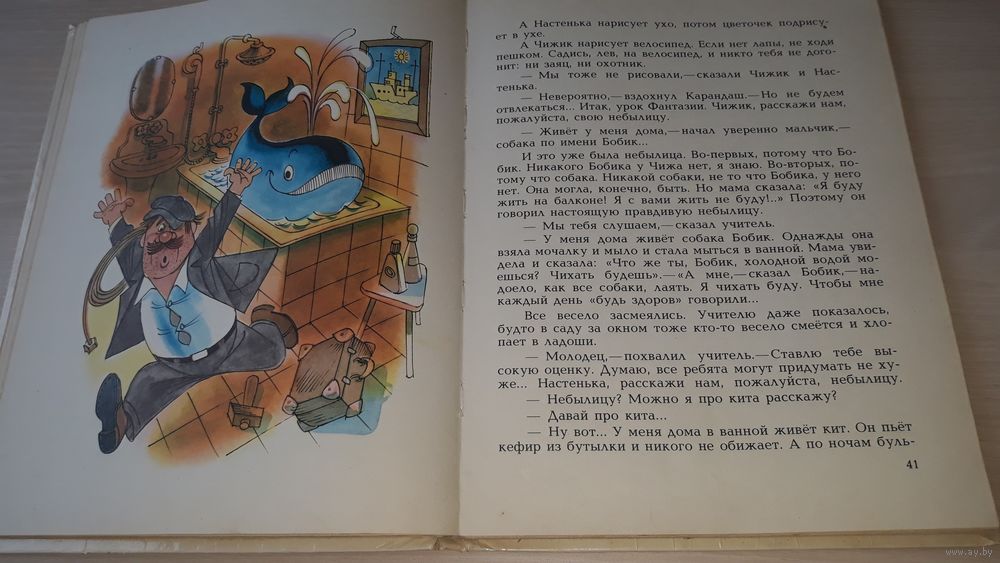 А Настенька нарисует ухо, потом цветочек подрису-
ет в ухе.
А Чижик нарисует велосипед. Если нет лапы, не ходи
пешком. Садись, лев, на велосипед, и никто тебя не дого-
нит: ни заяц, ни охотник.
— Мы тоже не рисовали,— сказали Чижик и Нас-
тенька.
— Невероятно,— вздохнул Карандаш.— Но не будем
отвлекаться... Итак, урок Фантазии. Чижик, расскажи нам,
пожалуйста, свою небылицу.
— Живёт у меня дома,— начал уверенно мальчик,—
собака по имени Бобик...
И это уже была небылица. Во-первых, потому что Бо-
бик. Никакого Бобика у Чижа нет, я знаю. Во-вторых, по-
тому что собака. Никакой собаки, не то что Бобика, у него
нет. Она могла, конечно, быть. Но мама сказала: «Я буду
жить на балконе! Я с вами жить не буду!..» Поэтому он
говорил настоящую правдивую небылицу.
— Мы тебя слушаем,— сказал учитель.
— У меня дома живёт собака Бобик. Однажды она
взяла мочалку и мыло и стала мыться в ванной. Мама уви-
дела и сказала: «Что же ты, Бобик, холодной водой мо-
ешься? Чихать будешь».— «А мне,— сказал Бобик,— на-
доело, как все собаки, лаять. Я чихать буду. Чтобы мне
каждый день «будь здоров» говорили...
Все весело засмеялись. Учителю даже показалось,
будто в саду за окном тоже кто-то весело смеётся и хло-
пает в ладоши.
— Молодец,— похвалил учитель.— Ставлю тебе вы-
сокую оценку. Думаю, все ребята могут придумать не ху-
же... Настенька, расскажи нам, пожалуйста, небылицу.
— Небылицу? Можно я про кита расскажу?
— Давай про кита...
— Ну вот... У меня дома в ванной живёт кит. Он пьёт
кефир из бутылки и никого не обижает. А по ночам буль-
41
www.ay.by